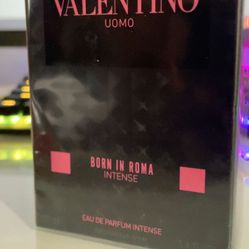 VALENTINO
UOMO
BORN IN ROMA
INTENSE
EAU DE PARFUM INTENSE